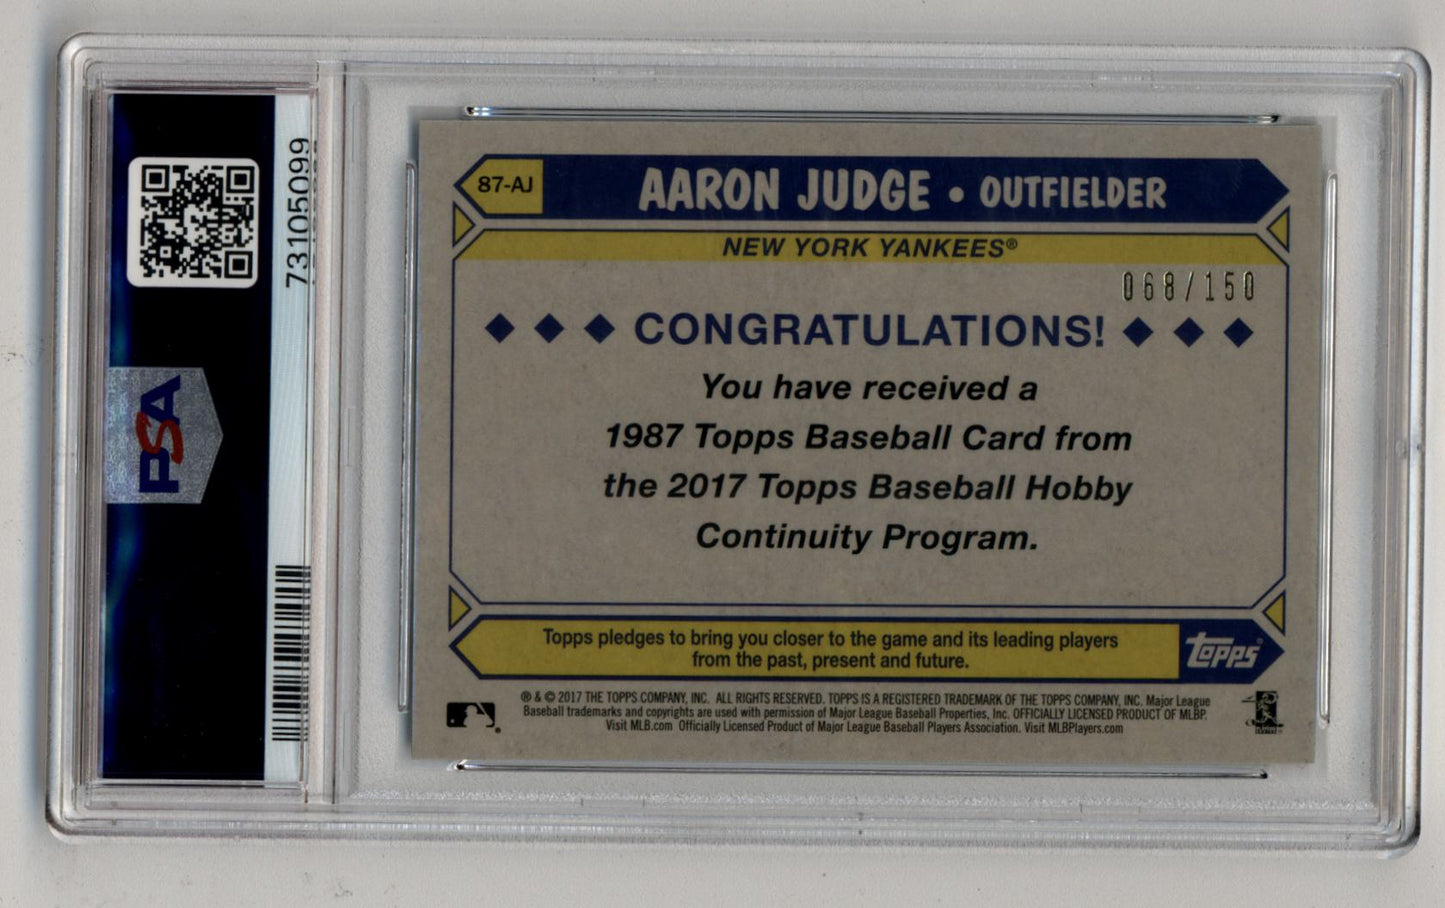 73105099
PSA
87-AJ
AARON JUDGE • OUTFIELDER
NEW YORK YANKEES®
068/150
CONGRATULATIONS!
You have received a
1987 Topps Baseball Card from
the 2017 Topps Baseball Hobby
Continuity Program.
Topps pledges to bring you closer to the game and its leading players
from the past, present and future.
Topps®
® & © 2017 THE TOPPS COMPANY, INC. ALL RIGHTS RESERVED. TOPPS IS A REGISTERED TRADEMARK OF THE TOPPS COMPANY, INC. Major League
Baseball trademarks and copyrights are used with permission of Major League Baseball Properties, Inc. OFFICIALLY LICENSED PRODUCT OF MLBP.
Visit MLB.com Officially Licensed Product of Major League Baseball Players Association. Visit MLBPlayers.com